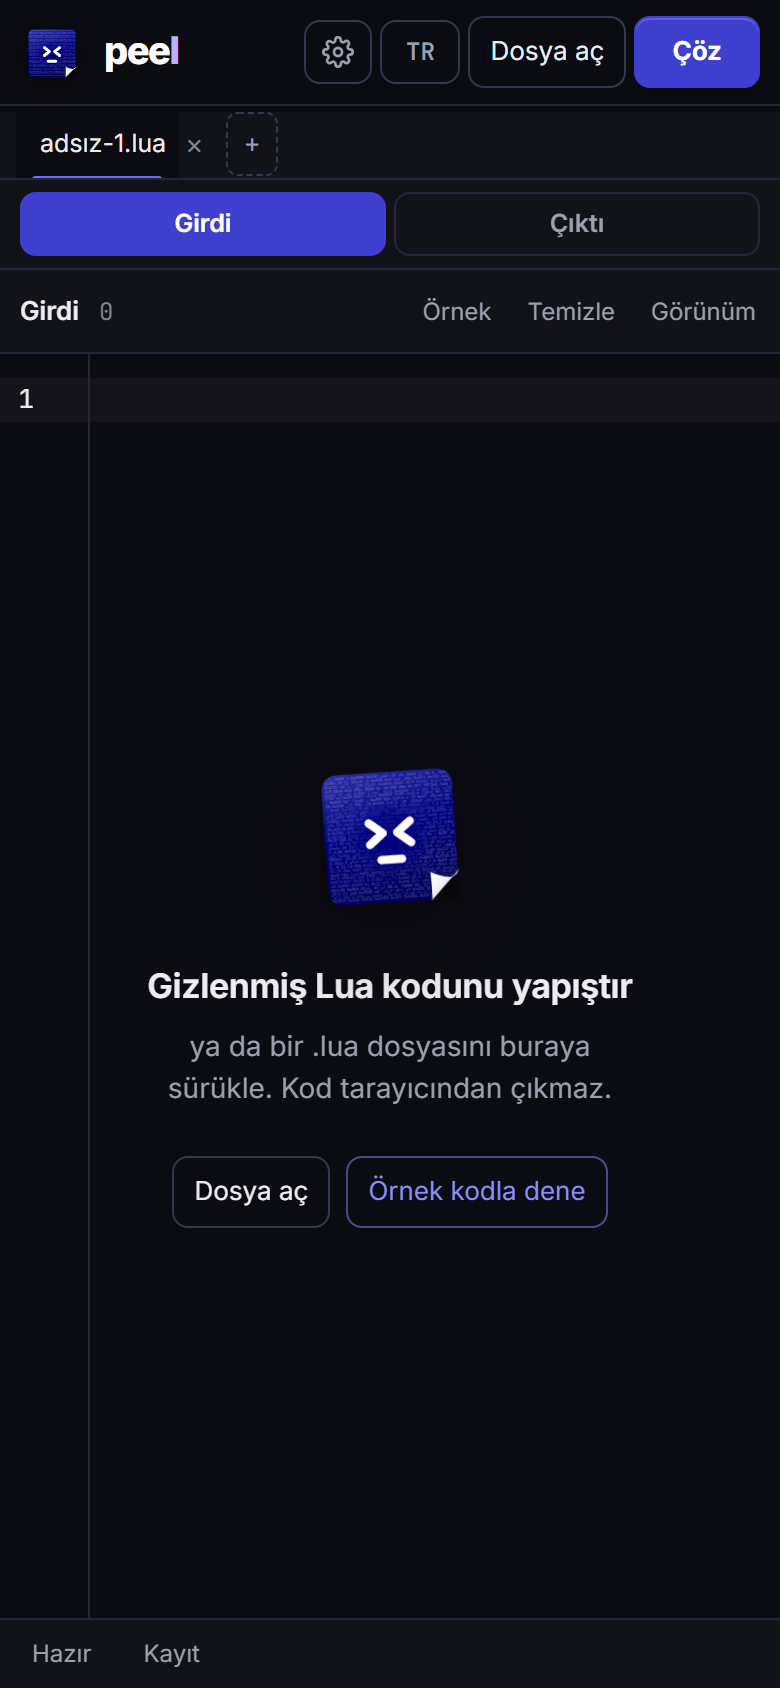 peel
TR
Dosya aç
Çöz
adsız-1.lua ×
+
Girdi
Çıktı
Girdi 0
Örnek
Temizle
Görünüm
1
Gizlenmiş Lua kodunu yapıştır
ya da bir .lua dosyasını buraya
sürükle. Kod tarayıcından çıkmaz.
Dosya aç
Örnek kodla dene
Hazır
Kayıt